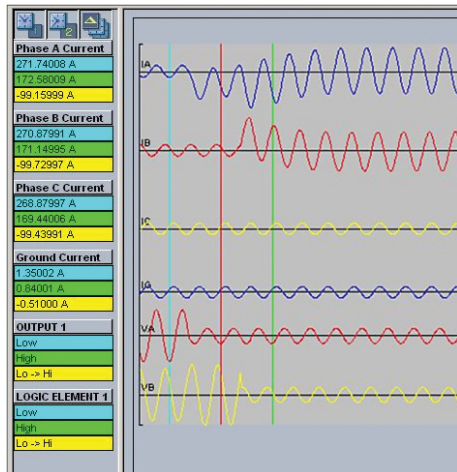 2
Phase A Current
271.74008 A
172.58009 A
-99.15999 A
Phase B Current
270.87991 A
171.14995 A
-99.72997 A
Phase C Current
268.87997 A
169.44006 A
-99.43991 A
Ground Current
1.35002 A
0.84001 A
-0.51000 A
OUTPUT 1
Low
High
Lo -> Hi
LOGIC ELEMENT 1
Low
High
Lo -> Hi
IA
IB
IC
IG
VA
VB